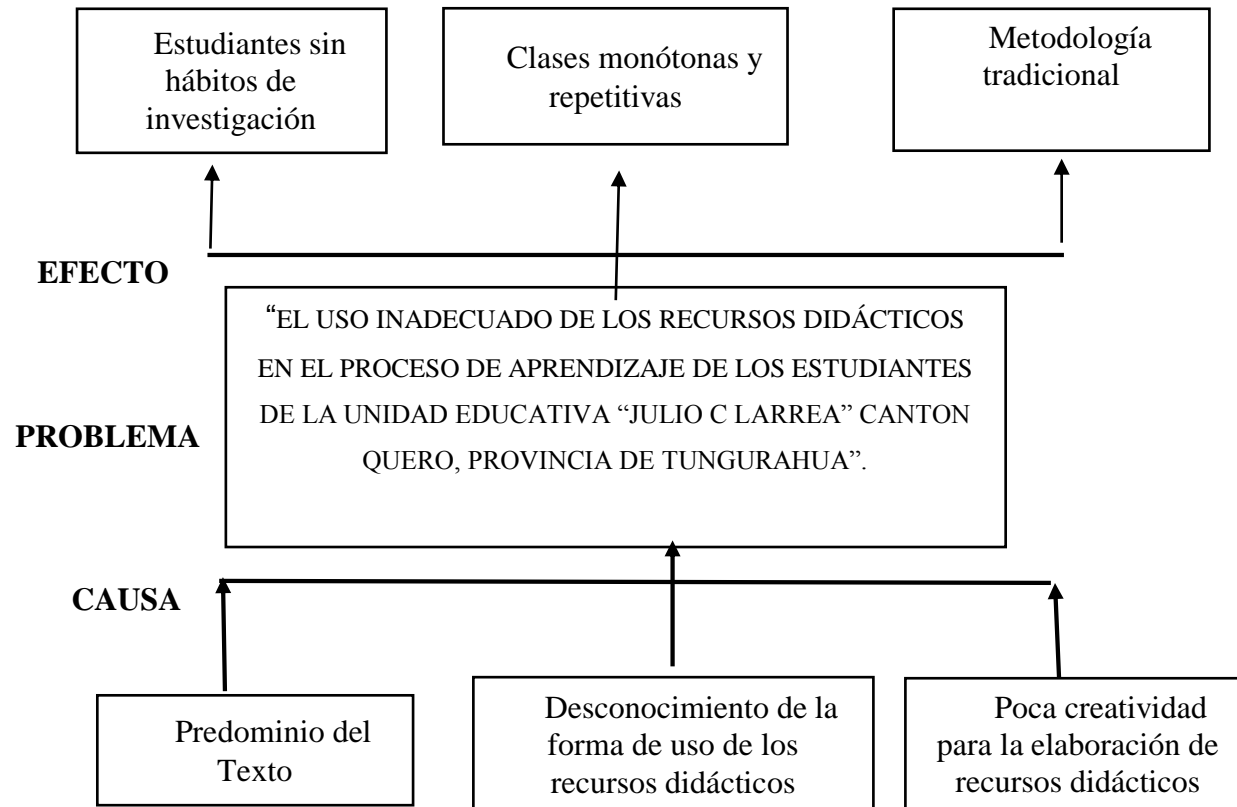 Estudiantes sin
hábitos de
investigación
Clases monótonas y
repetitivas
Metodología
tradicional
EFECTO
“EL USO INADECUADO DE LOS RECURSOS DIDÁCTICOS
EN EL PROCESO DE APRENDIZAJE DE LOS ESTUDIANTES
DE LA UNIDAD EDUCATIVA “JULIO C LARREA” CANTON
QUERO, PROVINCIA DE TUNGURAHUA”.
PROBLEMA
CAUSA
Predominio del
Texto
Desconocimiento de la
forma de uso de los
recursos didácticos
Poca creatividad
para la elaboración de
recursos didácticos